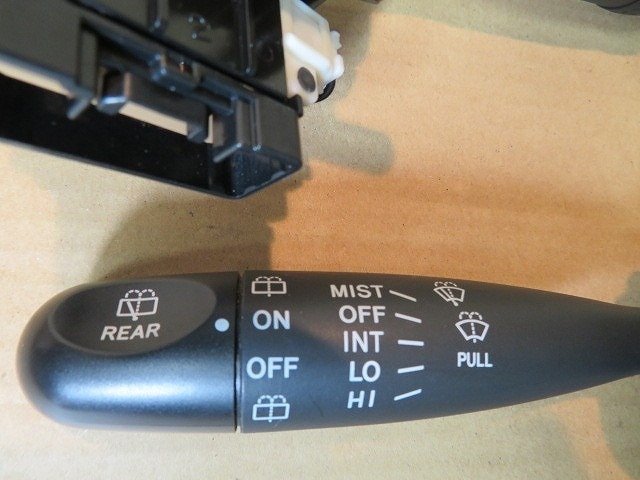 REAR
ON
OFF
MIST
OFF
INT
LO
HI
PULL